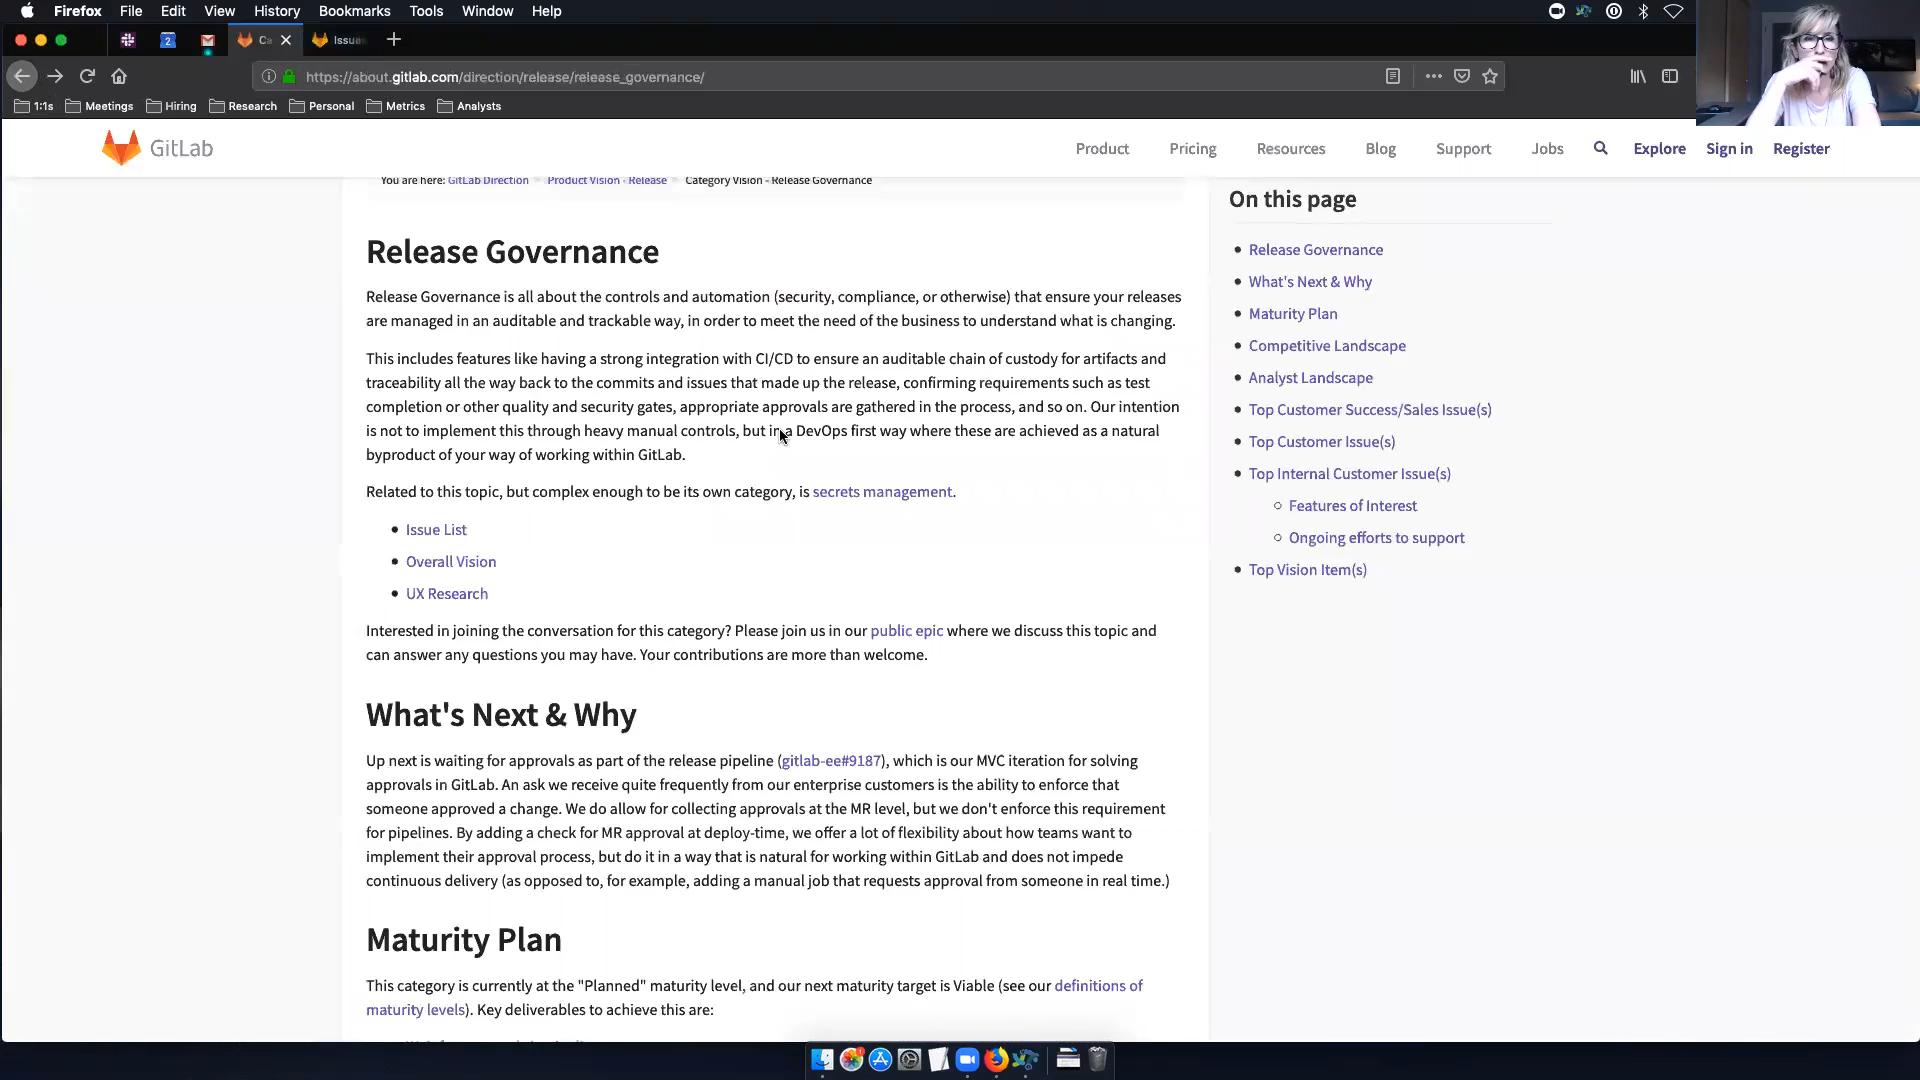 Firefox File Edit View History Bookmarks Tools Window Help
2 Ca Issue
https://about.gitlab.com/direction/release/release_governance/
1:1s Meetings Hiring Research Personal Metrics Analysts
GitLab Product Pricing Resources Blog Support Jobs Explore Sign in Register
You are here: GitLab Direction Product Vision - Release Category Vision - Release Governance
Release Governance
Release Governance is all about the controls and automation (security, compliance, or otherwise) that ensure your releases
are managed in an auditable and trackable way, in order to meet the need of the business to understand what is changing.
This includes features like having a strong integration with CI/CD to ensure an auditable chain of custody for artifacts and
traceability all the way back to the commits and issues that made up the release, confirming requirements such as test
completion or other quality and security gates, appropriate approvals are gathered in the process, and so on. Our intention
is not to implement this through heavy manual controls, but in a DevOps first way where these are achieved as a natural
byproduct of your way of working within GitLab.
Related to this topic, but complex enough to be its own category, is secrets management.
Issue List
Overall Vision
UX Research
Interested in joining the conversation for this category? Please join us in our public epic where we discuss this topic and
can answer any questions you may have. Your contributions are more than welcome.
What's Next & Why
Up next is waiting for approvals as part of the release pipeline (gitlab-ee#9187), which is our MVC iteration for solving
approvals in GitLab. An ask we receive quite frequently from our enterprise customers is the ability to enforce that
someone approved a change. We do allow for collecting approvals at the MR level, but we don't enforce this requirement
for pipelines. By adding a check for MR approval at deploy-time, we offer a lot of flexibility about how teams want to
implement their approval process, but do it in a way that is natural for working within GitLab and does not impede
continuous delivery (as opposed to, for example, adding a manual job that requests approval from someone in real time.)
Maturity Plan
This category is currently at the "Planned" maturity level, and our next maturity target is Viable (see our definitions of
maturity levels). Key deliverables to achieve this are:
On this page
Release Governance
What's Next & Why
Maturity Plan
Competitive Landscape
Analyst Landscape
Top Customer Success/Sales Issue(s)
Top Customer Issue(s)
Top Internal Customer Issue(s)
Features of Interest
Ongoing efforts to support
Top Vision Item(s)